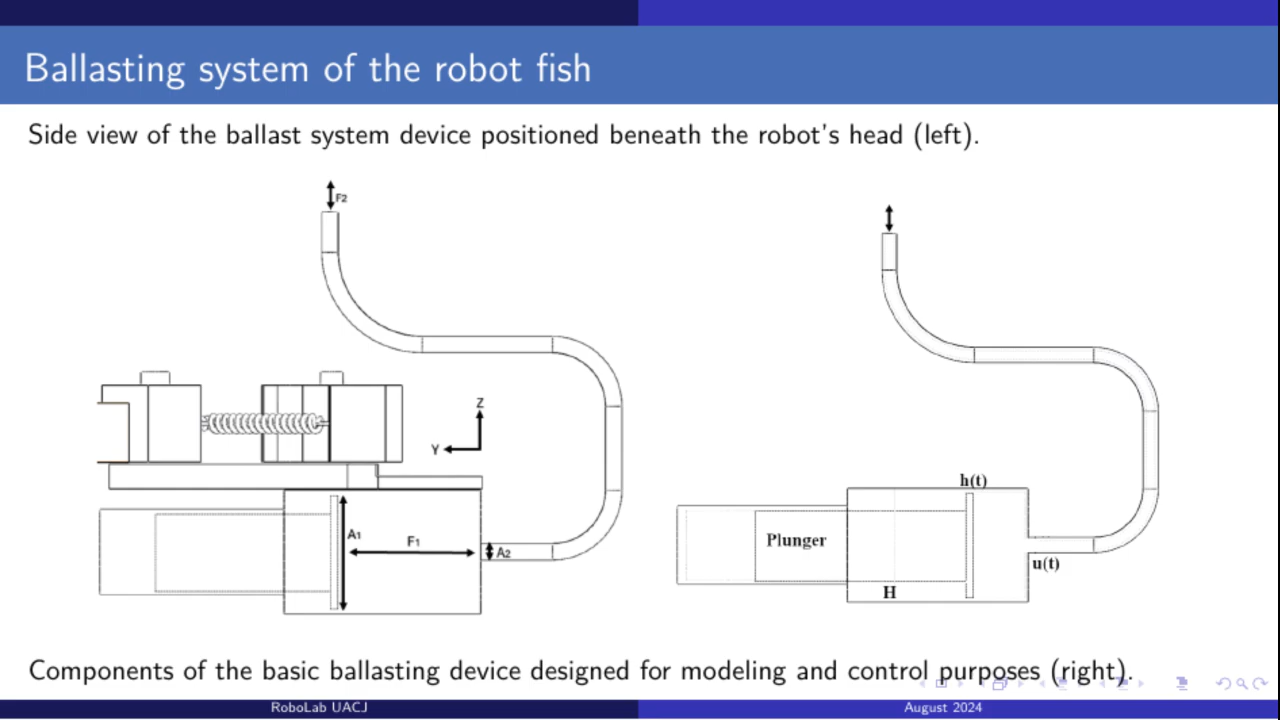 Ballasting system of the robot fish
Side view of the ballast system device positioned beneath the robot's head (left).
F2
Z
Y
A1
F1
A2
h(t)
Plunger
u(t)
H
Components of the basic ballasting device designed for modeling and control purposes (right).
RoboLab UACJ
August 2024